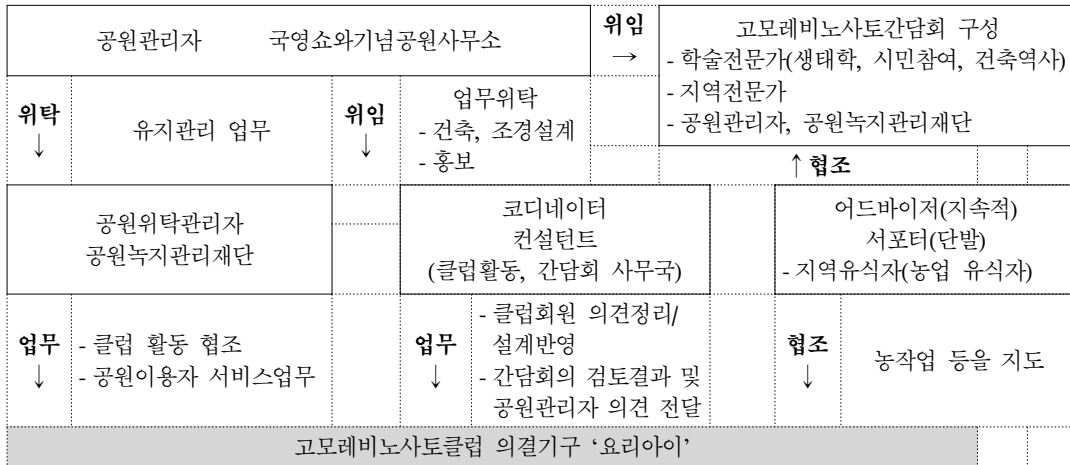 공원관리자 국영쇼와기념공원사무소
위임
→
고모레비노사토간담회 구성
- 학술전문가(생태학, 시민참여, 건축역사)
- 지역전문가
- 공원관리자, 공원녹지관리재단
위탁
↓
유지관리 업무
위임
↓
업무위탁
- 건축, 조경설계
- 홍보
↑협조
공원위탁관리자
공원녹지관리재단
코디네이터
컨설턴트
(클럽활동, 간담회 사무국)
어드바이저(지속적)
서포터(단발)
- 지역유식자(농업 유식자)
업무
↓
- 클럽 활동 협조
- 공원이용자 서비스업무
업무
↓
- 클럽회원 의견정리/
설계반영
- 간담회의 검토결과 및
공원관리자 의견 전달
협조
↓
농작업 등을 지도
고모레비노사토클럽 의결기구 ‘요리아이’